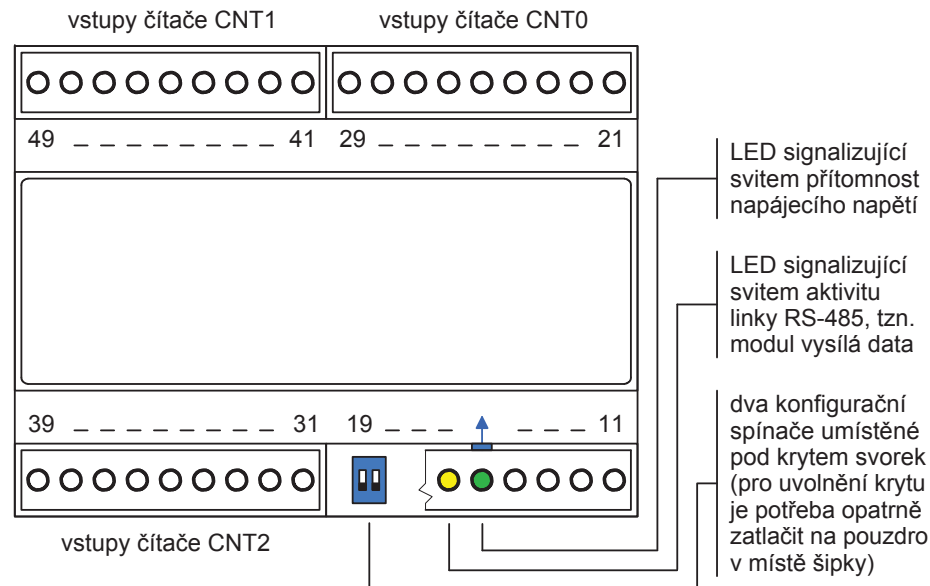 vstupy čítače CNT1 vstupy čítače CNT0
49 _ _ _ _ _ _ _ _ 41 29 _ _ _ _ _ _ _ _ 21
LED signalizující
svitem přítomnost
napájecího napětí
LED signalizující
svitem aktivitu
linky RS-485, tzn.
modul vysílá data
39 _ _ _ _ _ _ _ _ 31 19 _ _ _ _ _ _ 11
dva konfigurační
spínače umístěné
pod krytem svorek
(pro uvolnění krytu
je potřeba opatrně
zatlačit na pouzdro
v místě šipky)
vstupy čítače CNT2